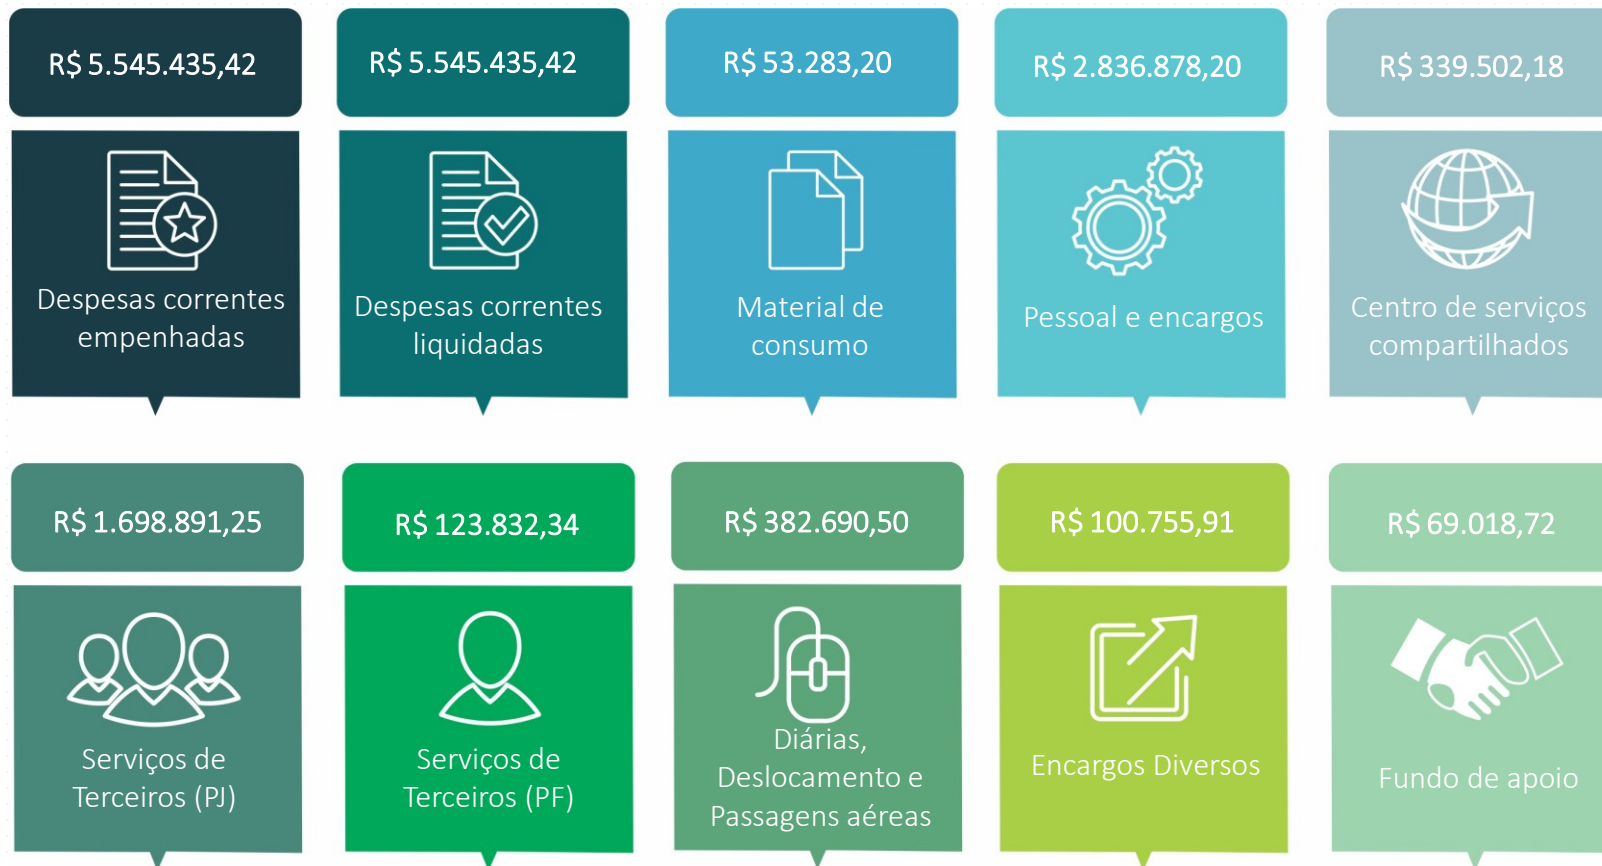 R$ 5.545.435,42
Despesas correntes
empenhadas
R$ 5.545.435,42
Despesas correntes
liquidadas
R$ 53.283,20
Material de
consumo
R$ 2.836.878,20
Pessoal e encargos
R$ 339.502,18
Centro de serviços
compartilhados
R$ 1.698.891,25
Serviços de
Terceiros (PJ)
R$ 123.832,34
Serviços de
Terceiros (PF)
R$ 382.690,50
Diárias,
Deslocamento e
Passagens aéreas
R$ 100.755,91
Encargos Diversos
R$ 69.018,72
Fundo de apoio